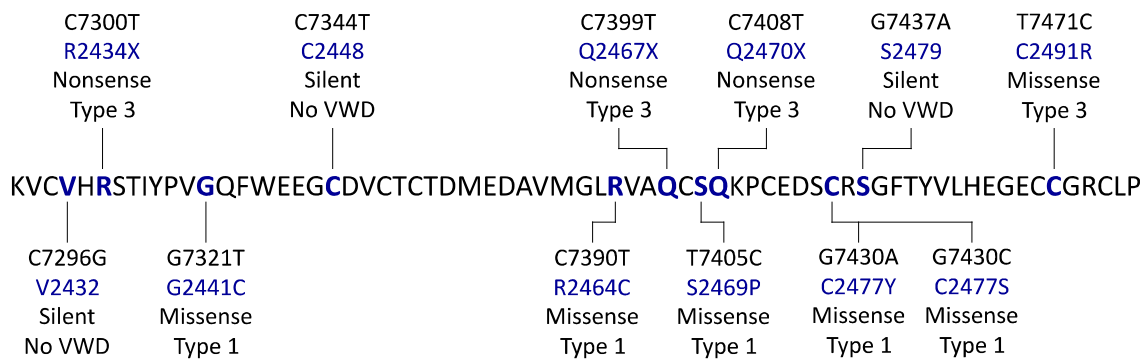 C7300T
R2434X
Nonsense
Type 3
C7344T
C2448
Silent
No VWD
C7399T
Q2467X
Nonsense
Type 3
C7408T
Q2470X
Nonsense
Type 3
G7437A
S2479
Silent
No VWD
T7471C
C2491R
Missense
Type 3
KVCVHRSTIYPVGQFWEEGCDVCTCTDMEDAVMGLRVAQCSQKPCEDSCRSGFTYVLHEGECCGRCLP
C7296G
V2432
Silent
No VWD
G7321T
G2441C
Missense
Type 1
C7390T
R2464C
Missense
Type 1
T7405C
S2469P
Missense
Type 1
G7430A
C2477Y
Missense
Type 1
G7430C
C2477S
Missense
Type 1